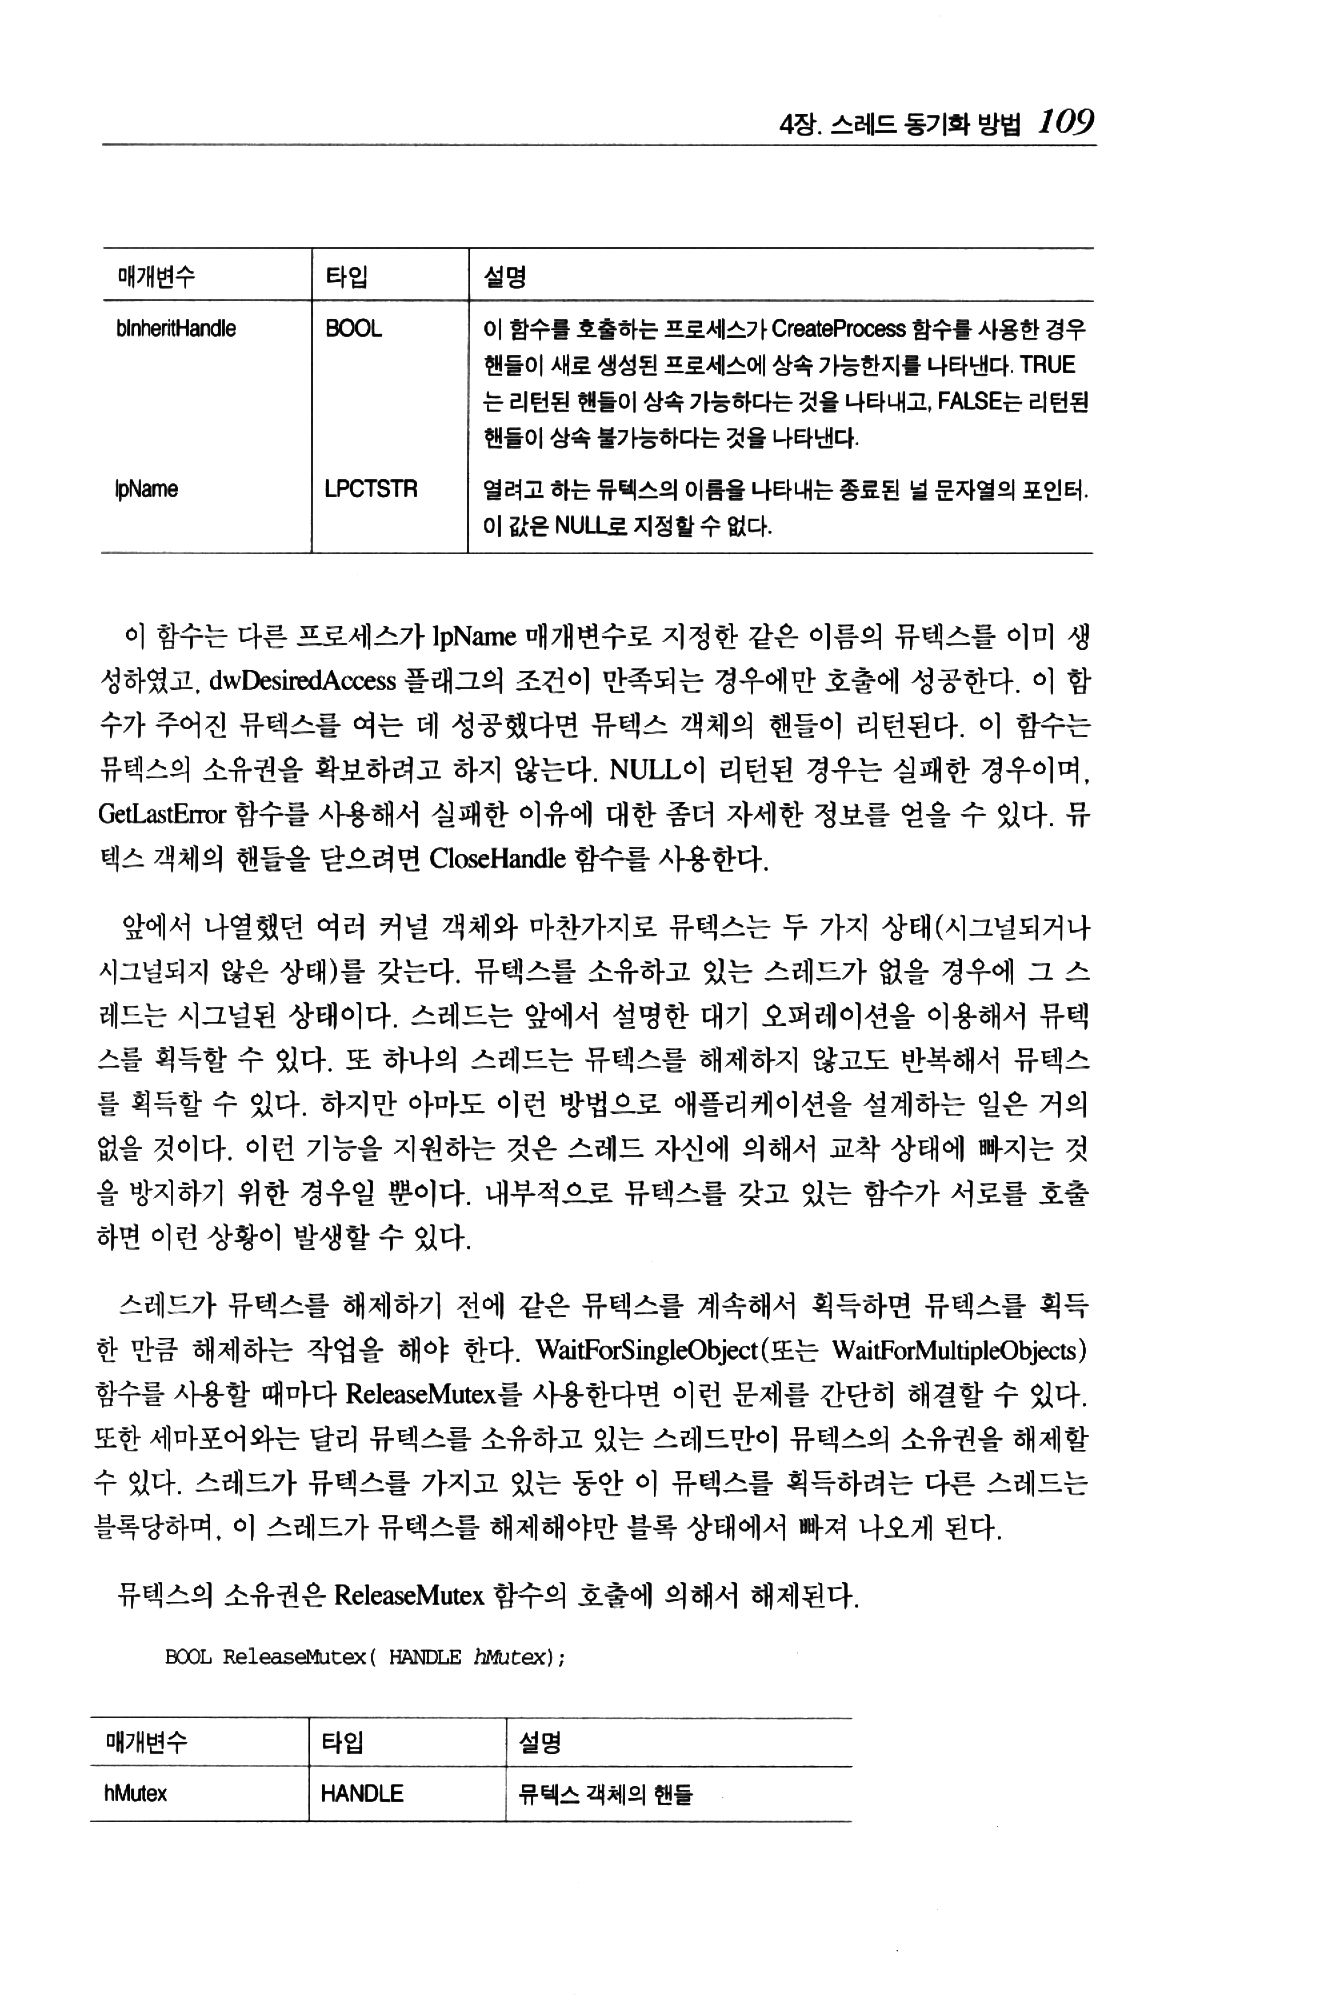 4장. 스레드 동기화 방법 109
매개변수 타입 설명
bInheritHandle BOOL 이 함수를 호출하는 프로세스가 CreateProcess 함수를 사용한 경우
핸들이 새로 생성된 프로세스에 상속 가능한지를 나타낸다. TRUE
는 리턴된 핸들이 상속 가능하다는 것을 나타내고, FALSE는 리턴된
핸들이 상속 불가능하다는 것을 나타낸다.
lpName LPCTSTR 열려고 하는 뮤텍스의 이름을 나타내는 종료된 널 문자열의 포인터.
이 값은 NULL로 지정할 수 없다.
이 함수는 다른 프로세스가 lpName 매개변수로 지정한 같은 이름의 뮤텍스를 이미 생
성하였고, dwDesiredAccess 플래그의 조건이 만족되는 경우에만 호출에 성공한다. 이 함
수가 주어진 뮤텍스를 여는 데 성공했다면 뮤텍스 객체의 핸들이 리턴된다. 이 함수는
뮤텍스의 소유권을 확보하려고 하지 않는다. NULL이 리턴된 경우는 실패한 경우이며,
GetLastError 함수를 사용해서 실패한 이유에 대한 좀더 자세한 정보를 얻을 수 있다. 뮤
텍스 객체의 핸들을 닫으려면 CloseHandle 함수를 사용한다.
앞에서 나열했던 여러 커널 객체와 마찬가지로 뮤텍스는 두 가지 상태(시그널되거나
시그널되지 않은 상태)를 갖는다. 뮤텍스를 소유하고 있는 스레드가 없을 경우에 그 스
레드는 시그널된 상태이다. 스레드는 앞에서 설명한 대기 오퍼레이션을 이용해서 뮤텍
스를 획득할 수 있다. 또 하나의 스레드는 뮤텍스를 해제하지 않고도 반복해서 뮤텍스
를 획득할 수 있다. 하지만 아마도 이런 방법으로 애플리케이션을 설계하는 일은 거의
없을 것이다. 이런 기능을 지원하는 것은 스레드 자신에 의해서 교착 상태에 빠지는 것
을 방지하기 위한 경우일 뿐이다. 내부적으로 뮤텍스를 갖고 있는 함수가 서로를 호출
하면 이런 상황이 발생할 수 있다.
스레드가 뮤텍스를 해제하기 전에 같은 뮤텍스를 계속해서 획득하면 뮤텍스를 획득
한 만큼 해제하는 작업을 해야 한다. WaitForSingleObject(또는 WaitForMultipleObjects)
함수를 사용할 때마다 ReleaseMutex를 사용한다면 이런 문제를 간단히 해결할 수 있다.
또한 세마포어와는 달리 뮤텍스를 소유하고 있는 스레드만이 뮤텍스의 소유권을 해제할
수 있다. 스레드가 뮤텍스를 가지고 있는 동안 이 뮤텍스를 획득하려는 다른 스레드는
블록당하며, 이 스레드가 뮤텍스를 해제해야만 블록 상태에서 빠져 나오게 된다.
뮤텍스의 소유권은 ReleaseMutex 함수의 호출에 의해서 해제된다.
BOOL ReleaseMutex( HANDLE hMutex);
매개변수 타입 설명
hMutex HANDLE 뮤텍스 객체의 핸들